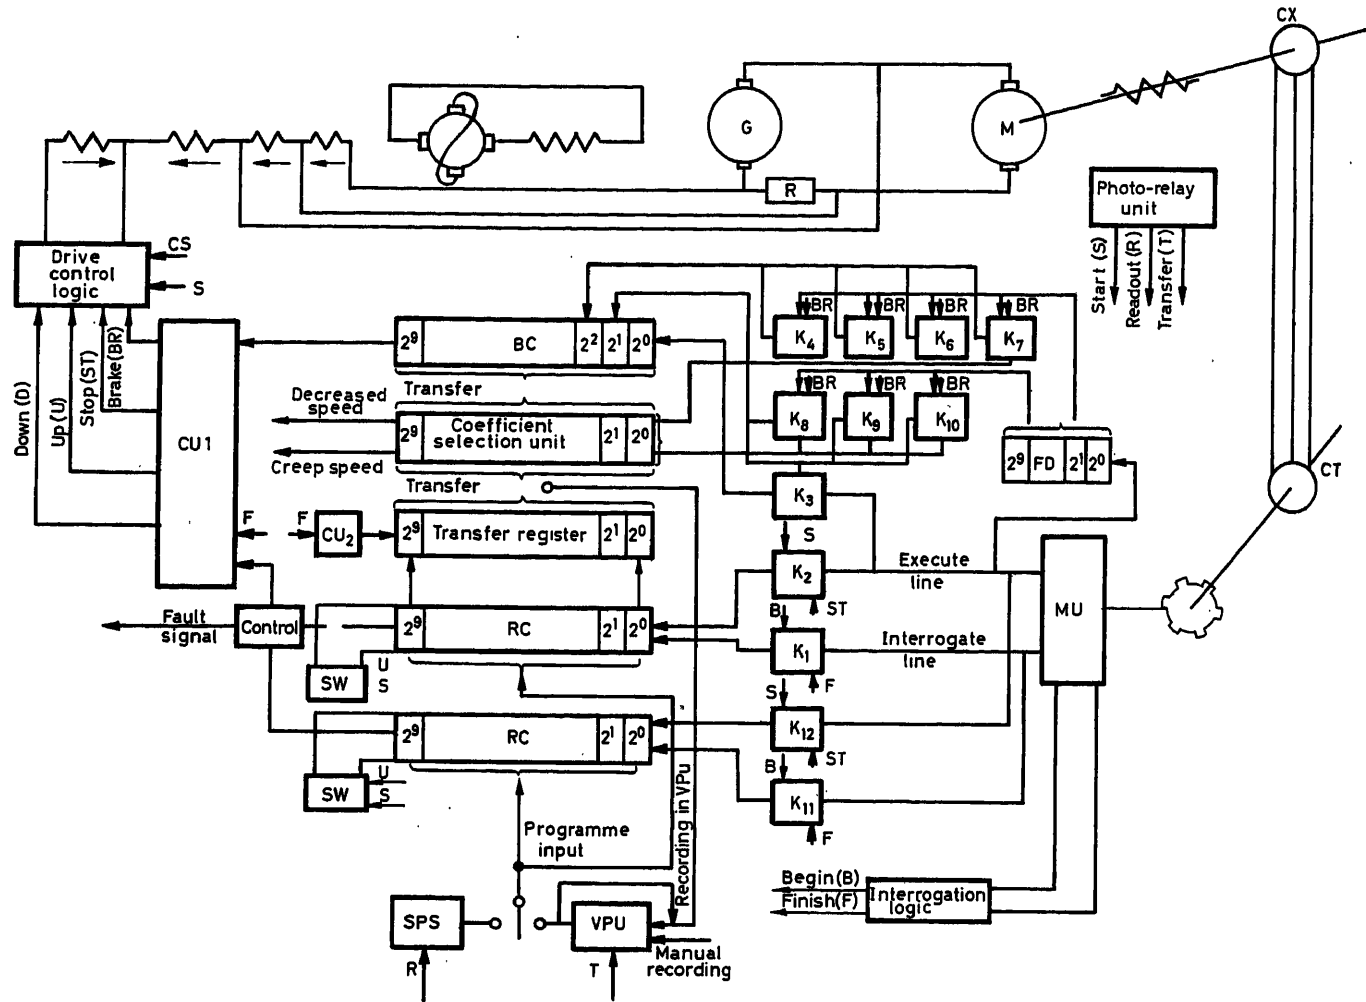 CX
G
M
R
Photo-relay
unit
Start (S)
Readout (R)
Transfer (T)
Drive
control
logic
CS
S
Down (D)
Up (U)
Stop (ST)
Brake (BR)
CU1
2⁹ BC 2² 2¹ 2⁰
Transfer
Decreased
speed
2⁹ Coefficient
selection unit 2¹ 2⁰
Creep speed
Transfer
F F
CU₂
2⁹ Transfer register 2¹ 2⁰
BR BR BR BR
K₄ K₅ K₆ K₇
BR BR BR
K₈ K₉ K₁₀
2⁹ FD 2¹ 2⁰
CT
K₃
S
K₂
Execute
line
ST
B
MU
Fault
signal
Control
2⁹ RC 2¹ 2⁰
K₁
Interrogate
line
U
S
SW
F
S
2⁹ RC 2¹ 2⁰
K₁₂
ST
B
U
S
SW
K₁₁
F
Recording in VPu
Programme
input
Begin (B)
Finish (F)
Interrogation
logic
SPS
VPU
Manual
recording
R
T